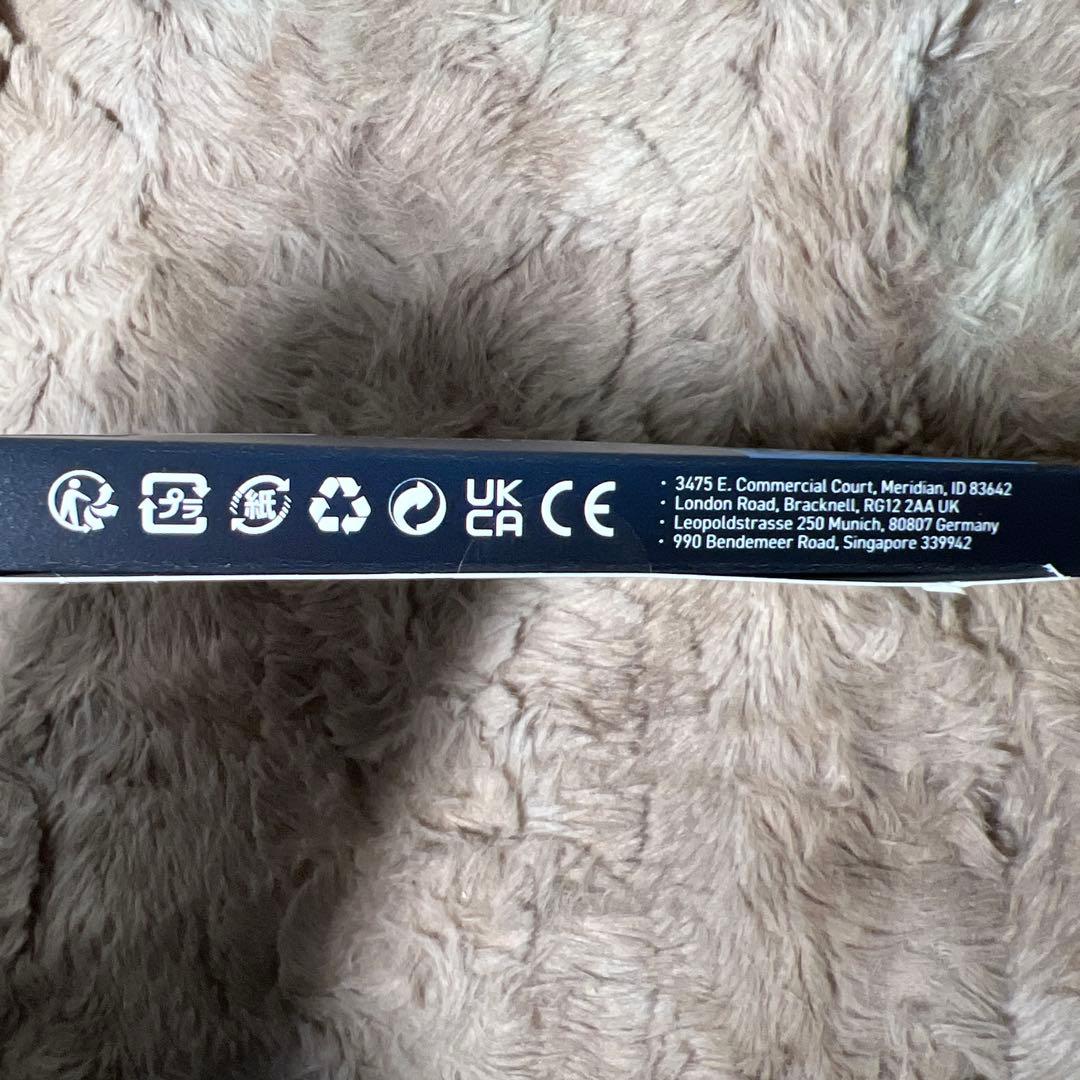 プラ
紙
UK
CA
CE
· 3475 E. Commercial Court, Meridian, ID 83642
· London Road, Bracknell, RG12 2AA UK
· Leopoldstrasse 250 Munich, 80807 Germany
· 990 Bendemeer Road, Singapore 339942